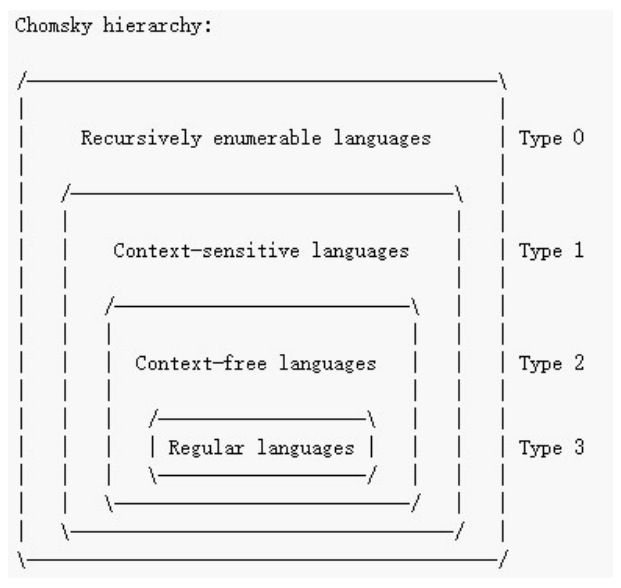 Chomsky hierarchy:
Recursively enumerable languages Type 0
Context-sensitive languages Type 1
Context-free languages Type 2
Regular languages Type 3